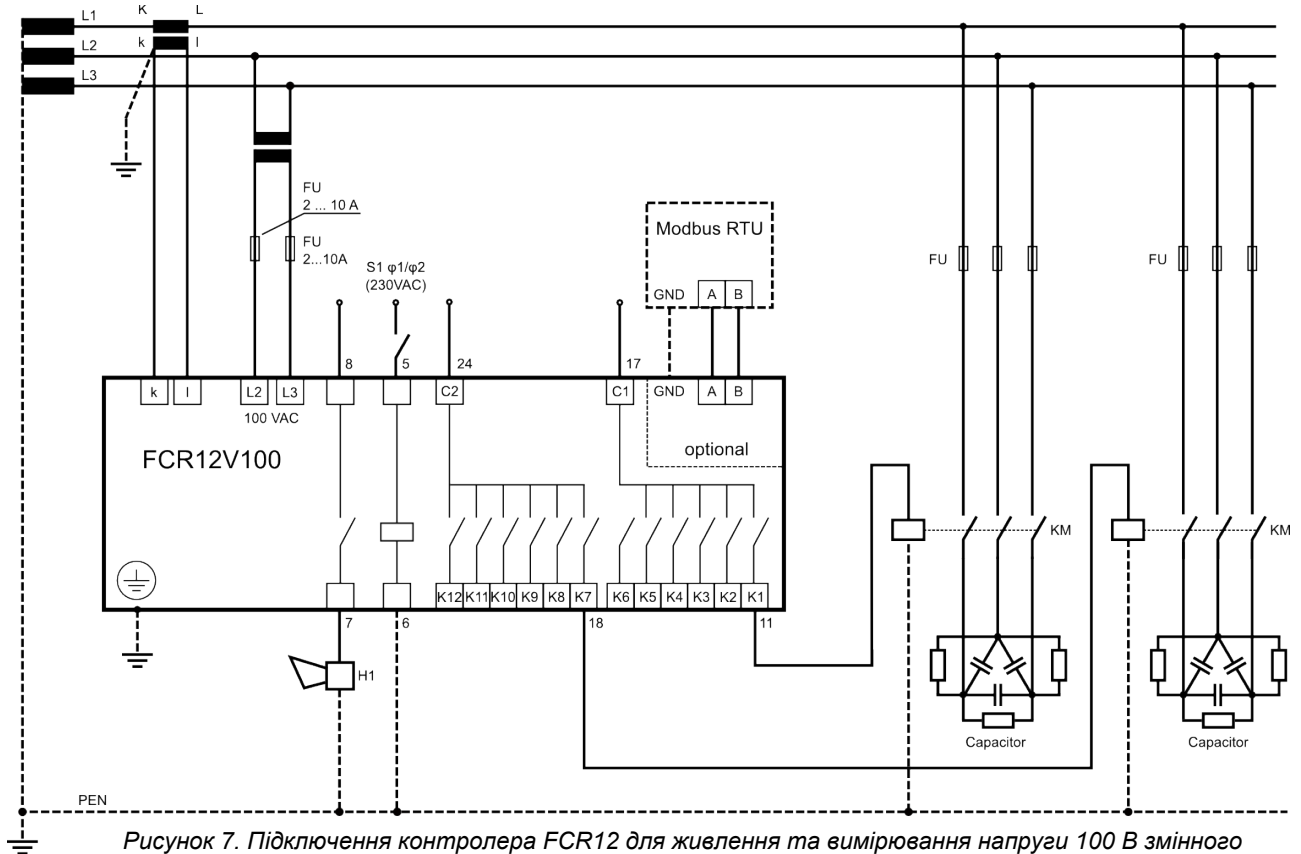 L1 K L
L2 k l
L3
FU
2 ... 10 A
FU
2...10A
S1 φ1/φ2
(230VAC)
Modbus RTU
GND A B
FU FU
8 5 24 17
k l L2 L3 C2 C1 GND A B
100 VAC
optional
FCR12V100
KM KM
K12 K11 K10 K9 K8 K7 K6 K5 K4 K3 K2 K1
7 6 18 11
H1
Capacitor Capacitor
PEN
Рисунок 7. Підключення контролера FCR12 для живлення та вимірювання напруги 100 В змінного